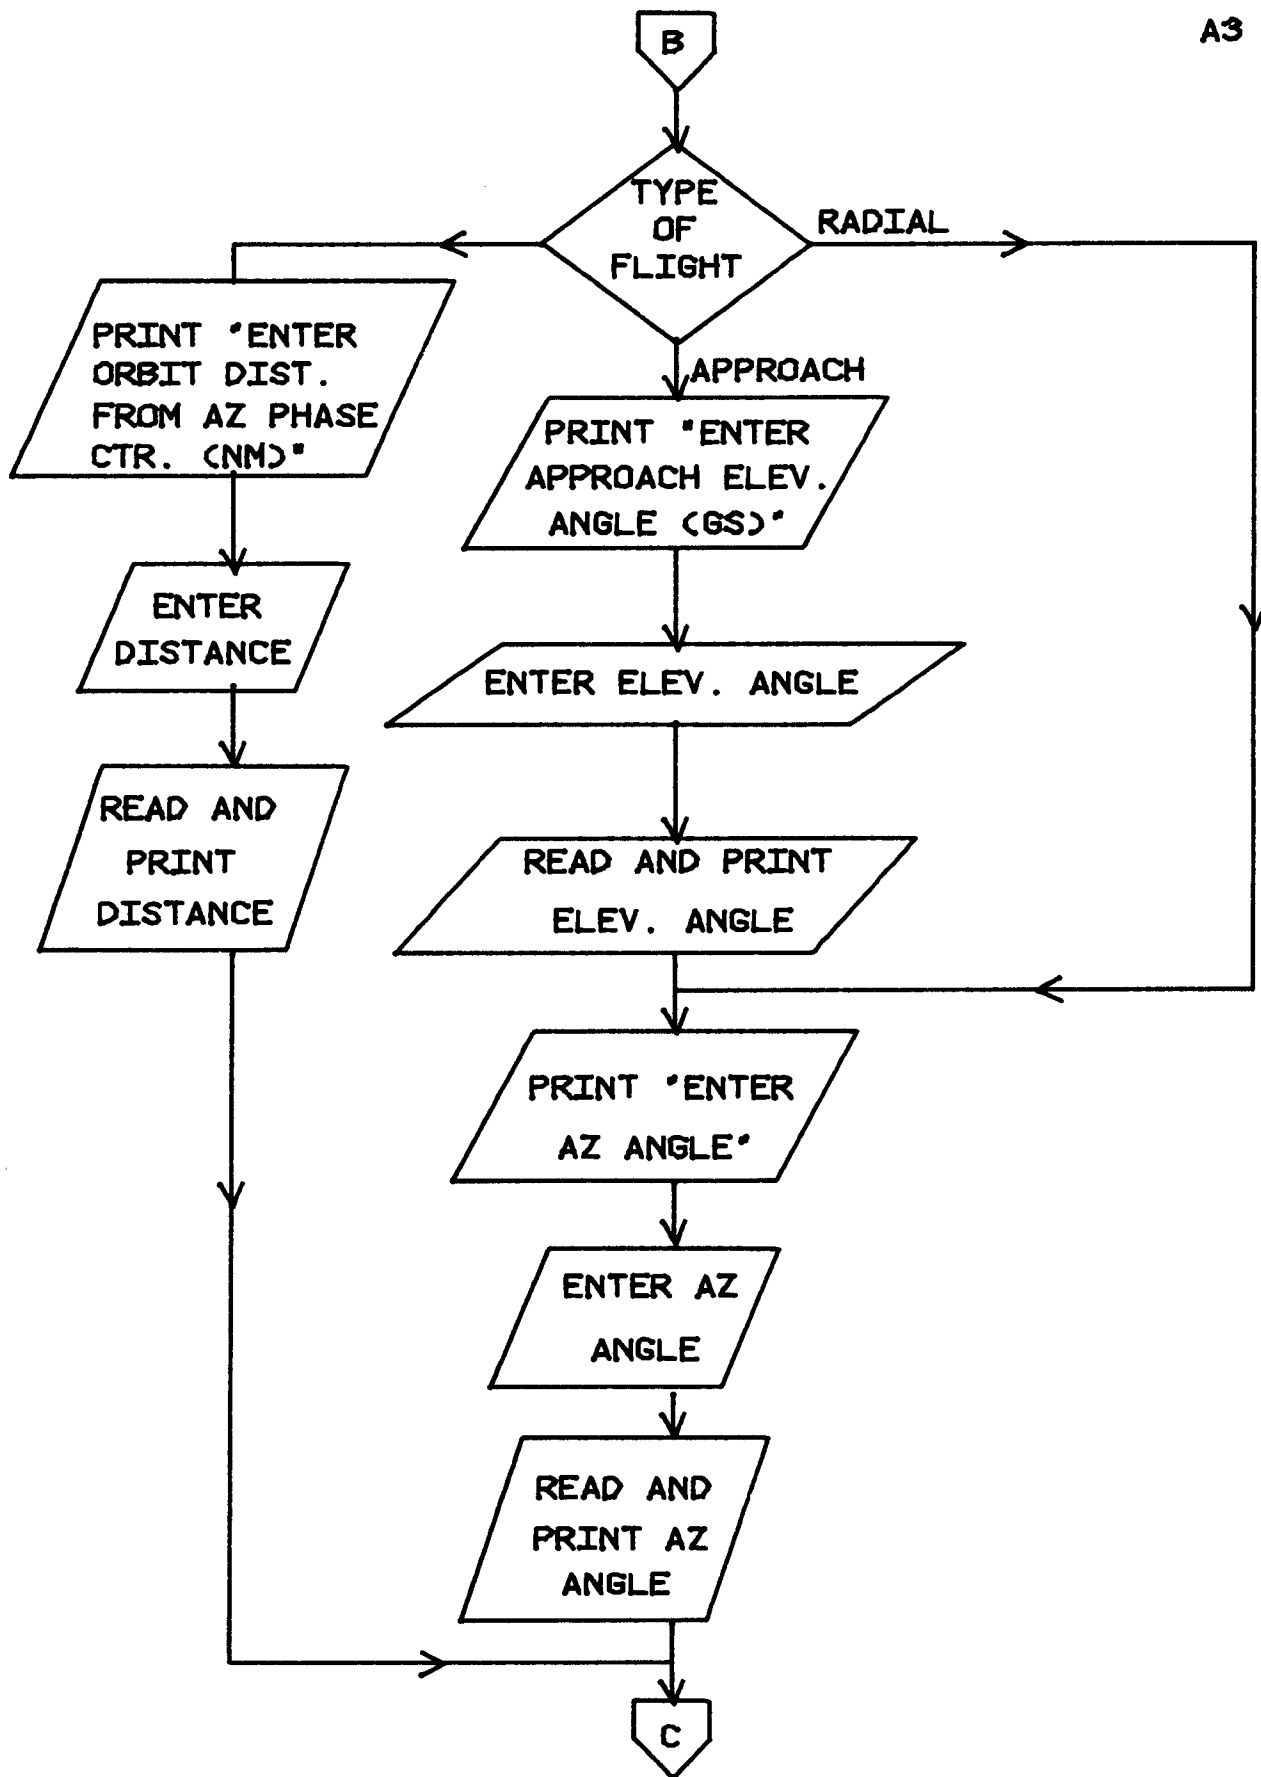 A3
B
TYPE
OF
FLIGHT
RADIAL
APPROACH
PRINT "ENTER
ORBIT DIST.
FROM AZ PHASE
CTR. (NM)"
ENTER
DISTANCE
READ AND
PRINT
DISTANCE
PRINT "ENTER
APPROACH ELEV.
ANGLE (GS)"
ENTER ELEV. ANGLE
READ AND PRINT
ELEV. ANGLE
PRINT "ENTER
AZ ANGLE"
ENTER AZ
ANGLE
READ AND
PRINT AZ
ANGLE
C